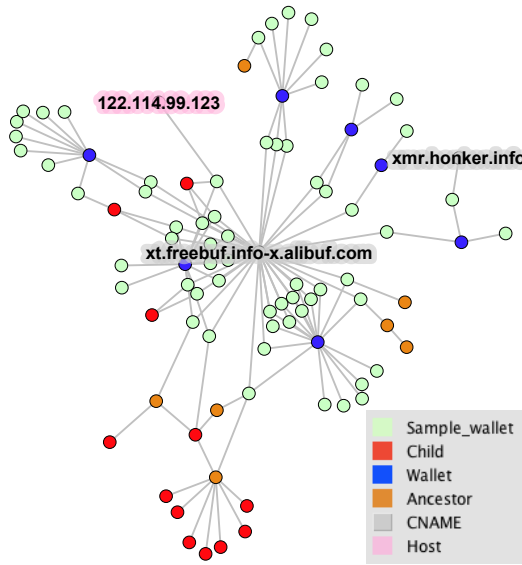 122.114.99.123
xmr.honker.info
xt.freebuf.info-x.alibuf.com
Sample_wallet
Child
Wallet
Ancestor
CNAME
Host